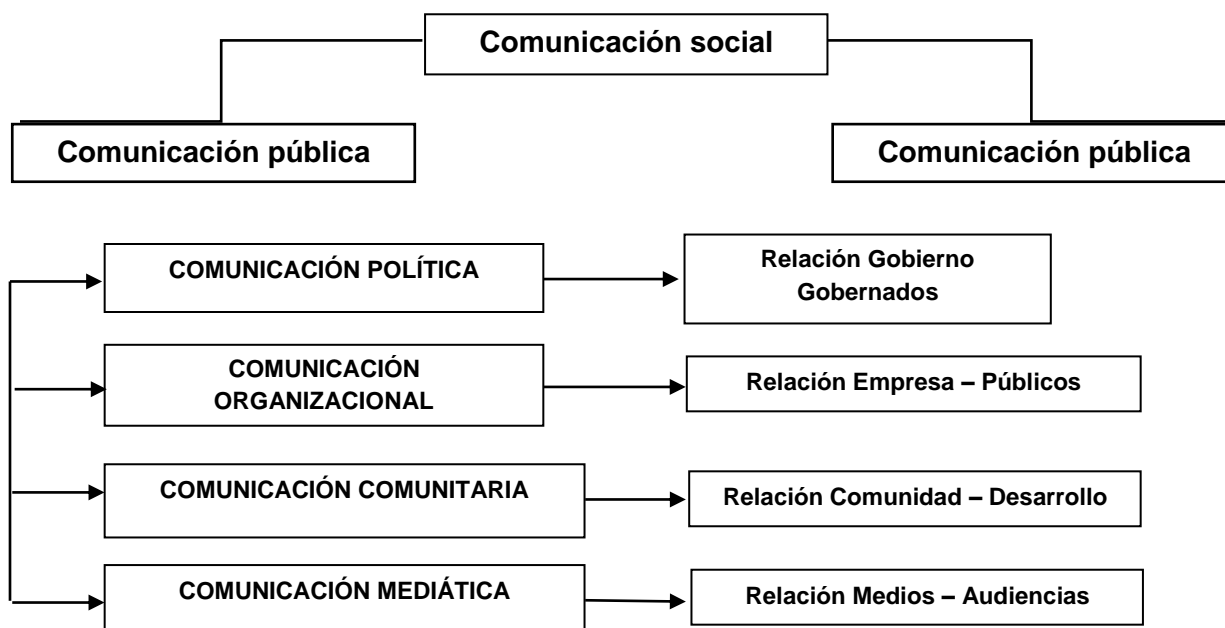 Comunicación social
Comunicación pública
Comunicación pública
COMUNICACIÓN POLÍTICA
Relación Gobierno
Gobernados
COMUNICACIÓN
ORGANIZACIONAL
Relación Empresa – Públicos
COMUNICACIÓN COMUNITARIA
Relación Comunidad – Desarrollo
COMUNICACIÓN MEDIÁTICA
Relación Medios – Audiencias